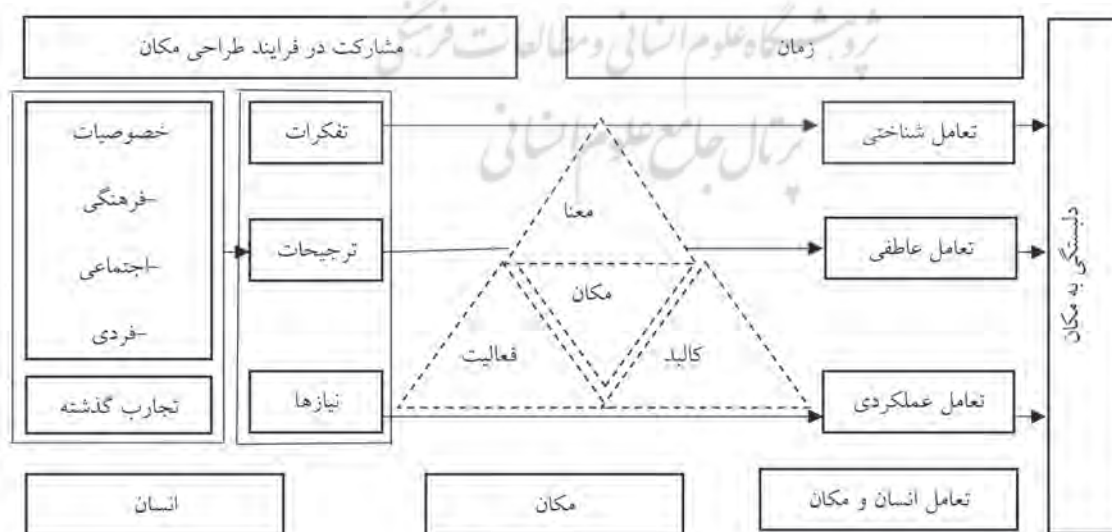 پژوهشگاه علوم انسانی و مطالعات فرهنگی
پرتال جامع علوم انسانی
مشارکت در فرایند طراحی مکان
زمان
خصوصیات
-فرهنگی
-اجتماعی
-فردی
تجارب گذشته
تفکرات
ترجیحات
نیازها
معنا
مکان
فعالیت
کالبد
تعامل شناختی
تعامل عاطفی
تعامل عملکردی
دلبستگی به مکان
انسان
مکان
تعامل انسان و مکان